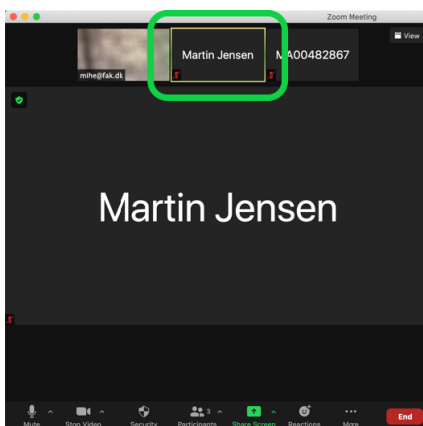 Zoom Meeting
View
mihe@fak.dk
Martin Jensen
MA00482867
Martin Jensen
3
Mute
Stop Video
Security
Participants
Share Screen
Reactions
More
End